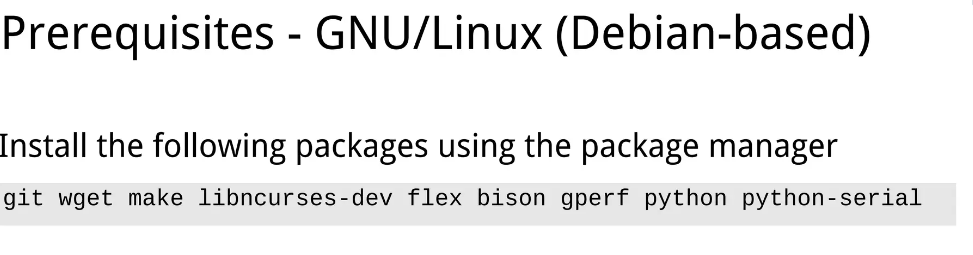 Prerequisites - GNU/Linux (Debian-based)
Install the following packages using the package manager
git wget make libncurses-dev flex bison gperf python python-serial